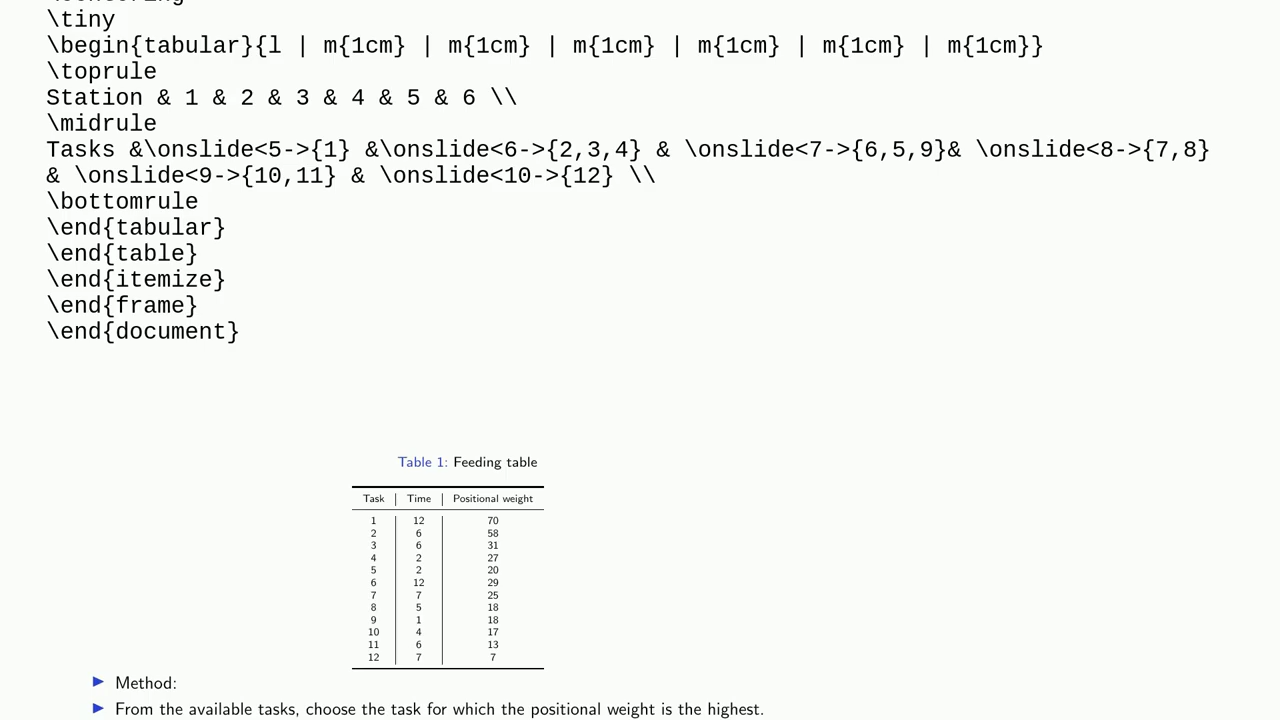 \centering
\tiny
\begin{tabular}{l | m{1cm} | m{1cm} | m{1cm} | m{1cm} | m{1cm} | m{1cm}}
\toprule
Station & 1 & 2 & 3 & 4 & 5 & 6 \\
\midrule
Tasks &\onslide<5->{1} &\onslide<6->{2,3,4} & \onslide<7->{6,5,9}& \onslide<8->{7,8}
& \onslide<9->{10,11} & \onslide<10->{12} \\
\bottomrule
\end{tabular}
\end{table}
\end{itemize}
\end{frame}
\end{document}
Table 1: Feeding table
Task | Time | Positional weight
1 12 70
2 6 58
3 6 31
4 2 27
5 2 20
6 12 29
7 7 25
8 5 18
9 1 18
10 4 17
11 6 13
12 7 7
▶ Method:
▶ From the available tasks, choose the task for which the positional weight is the highest.